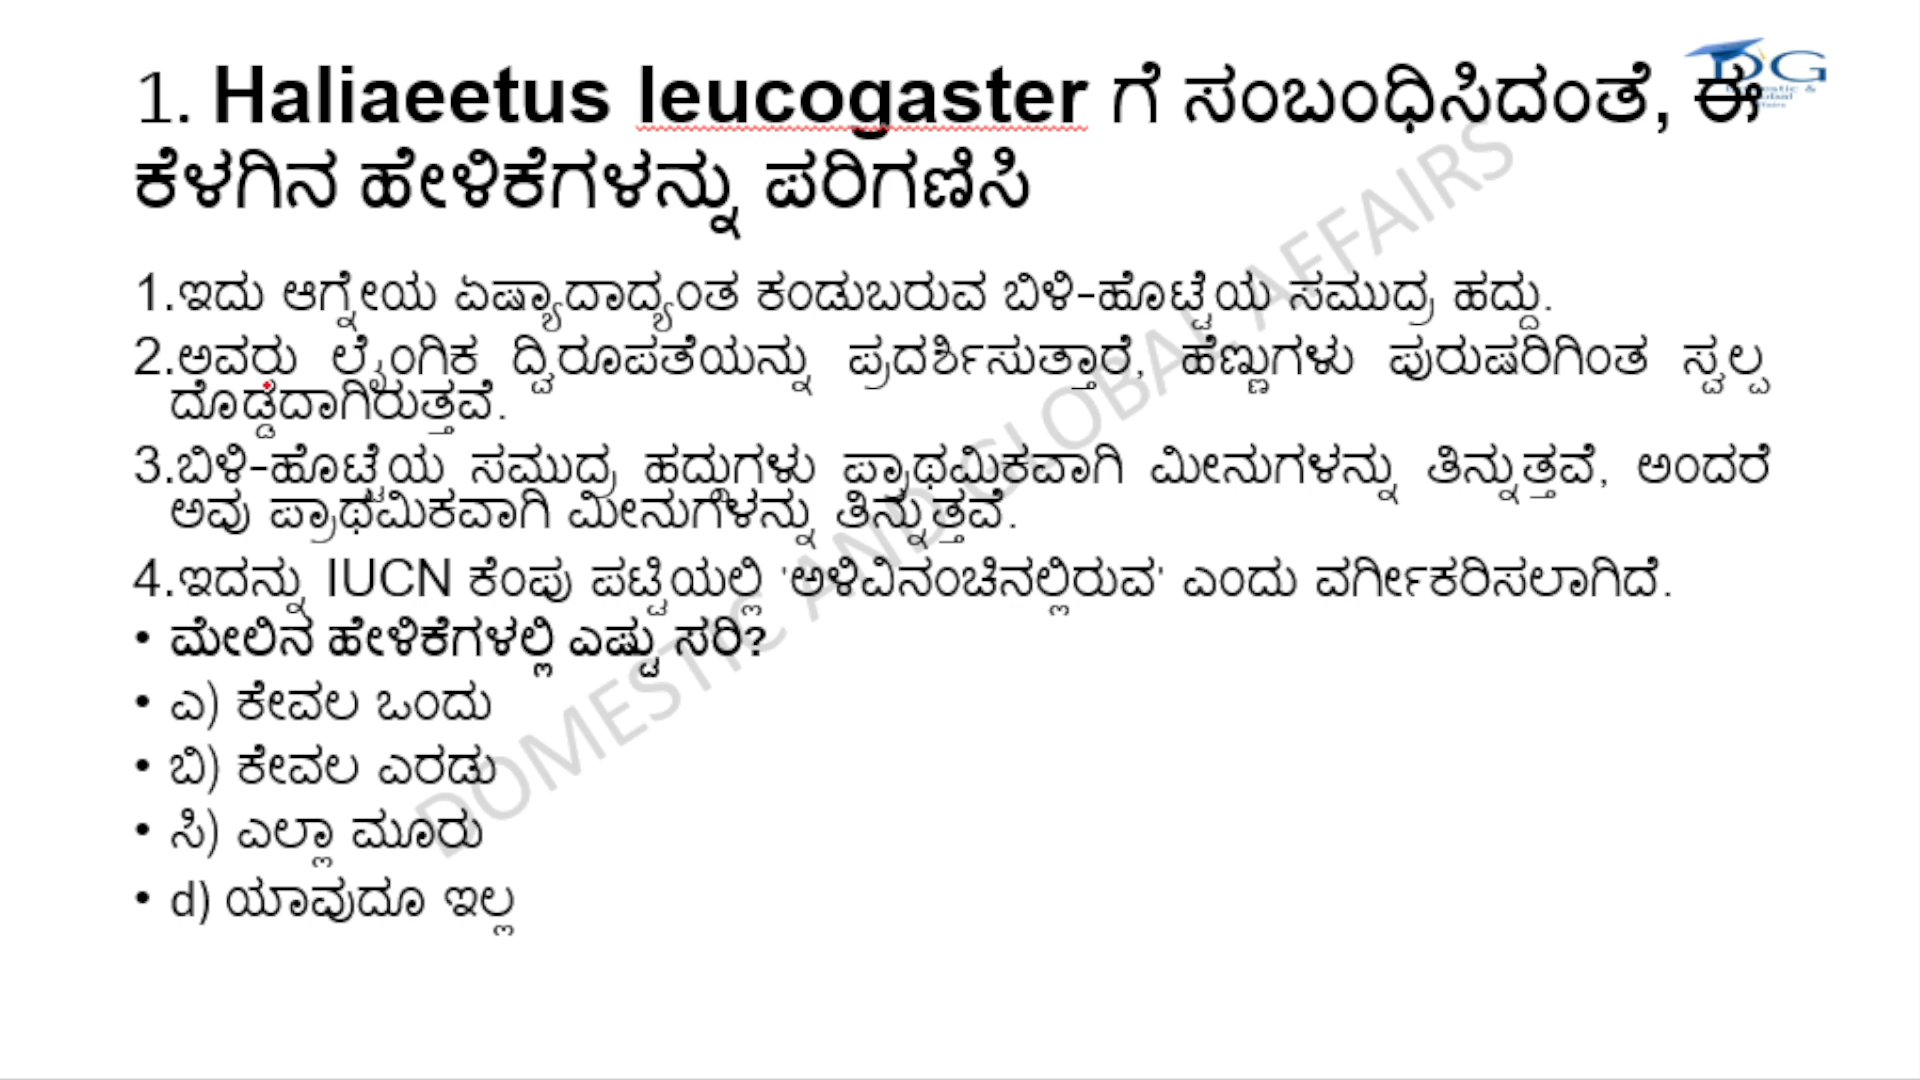 1. Haliaeetus leucogaster ಗೆ ಸಂಬಂಧಿಸಿದಂತೆ, ಈ
ಕೆಳಗಿನ ಹೇಳಿಕೆಗಳನ್ನು ಪರಿಗಣಿಸಿ
1.ಇದು ಆಗ್ನೇಯ ಏಷ್ಯಾದಾದ್ಯಂತ ಕಂಡುಬರುವ ಬಿಳಿ-ಹೊಟ್ಟೆಯ ಸಮುದ್ರ ಹದ್ದು.
2.ಅವರು ಲೈಂಗಿಕ ದ್ವಿರೂಪತೆಯನ್ನು ಪ್ರದರ್ಶಿಸುತ್ತಾರೆ, ಹೆಣ್ಣುಗಳು ಪುರುಷರಿಗಿಂತ ಸ್ವಲ್ಪ
ದೊಡ್ಡದಾಗಿರುತ್ತವೆ.
3.ಬಿಳಿ-ಹೊಟ್ಟೆಯ ಸಮುದ್ರ ಹದ್ದುಗಳು ಪ್ರಾಥಮಿಕವಾಗಿ ಮೀನುಗಳನ್ನು ತಿನ್ನುತ್ತವೆ, ಅಂದರೆ
ಅವು ಪ್ರಾಥಮಿಕವಾಗಿ ಮೀನುಗಳನ್ನು ತಿನ್ನುತ್ತವೆ.
4.ಇದನ್ನು IUCN ಕೆಂಪು ಪಟ್ಟಿಯಲ್ಲಿ 'ಅಳಿವಿನಂಚಿನಲ್ಲಿರುವ' ಎಂದು ವರ್ಗೀಕರಿಸಲಾಗಿದೆ.
• ಮೇಲಿನ ಹೇಳಿಕೆಗಳಲ್ಲಿ ಎಷ್ಟು ಸರಿ?
• ಎ) ಕೇವಲ ಒಂದು
• ಬಿ) ಕೇವಲ ಎರಡು
• ಸಿ) ಎಲ್ಲಾ ಮೂರು
• d) ಯಾವುದೂ ಇಲ್ಲ
DOMESTIC AND GLOBAL AFFAIRS
DG